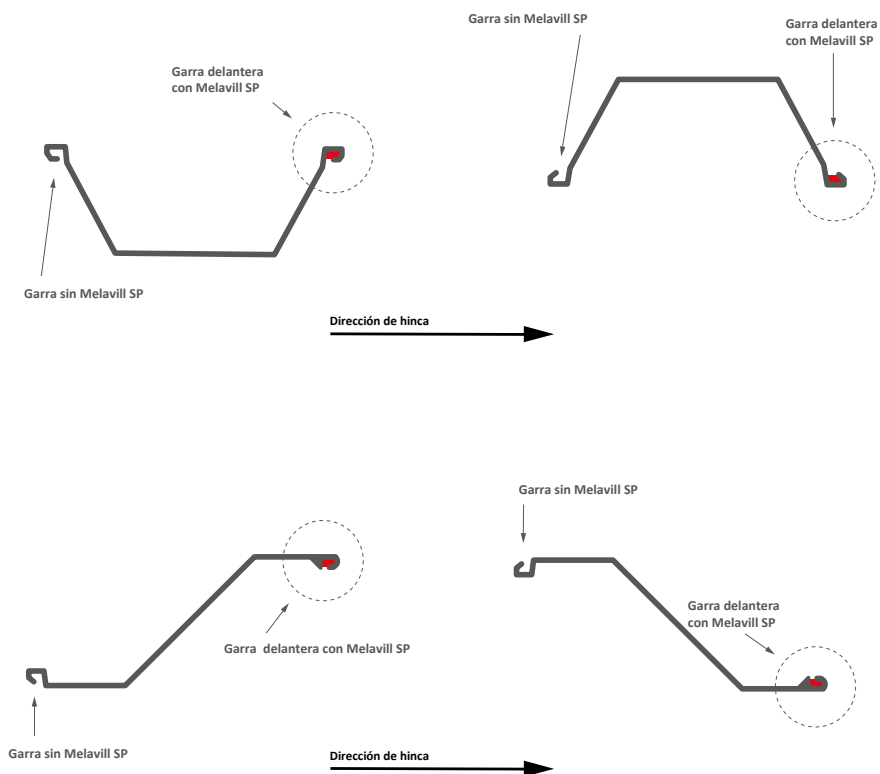 Garra sin Melavill SP
Garra delantera
con Melavill SP
Garra delantera
con Melavill SP
Garra sin Melavill SP
Dirección de hinca
Garra sin Melavill SP
Garra delantera
con Melavill SP
Garra  delantera con Melavill SP
Garra sin Melavill SP
Dirección de hinca